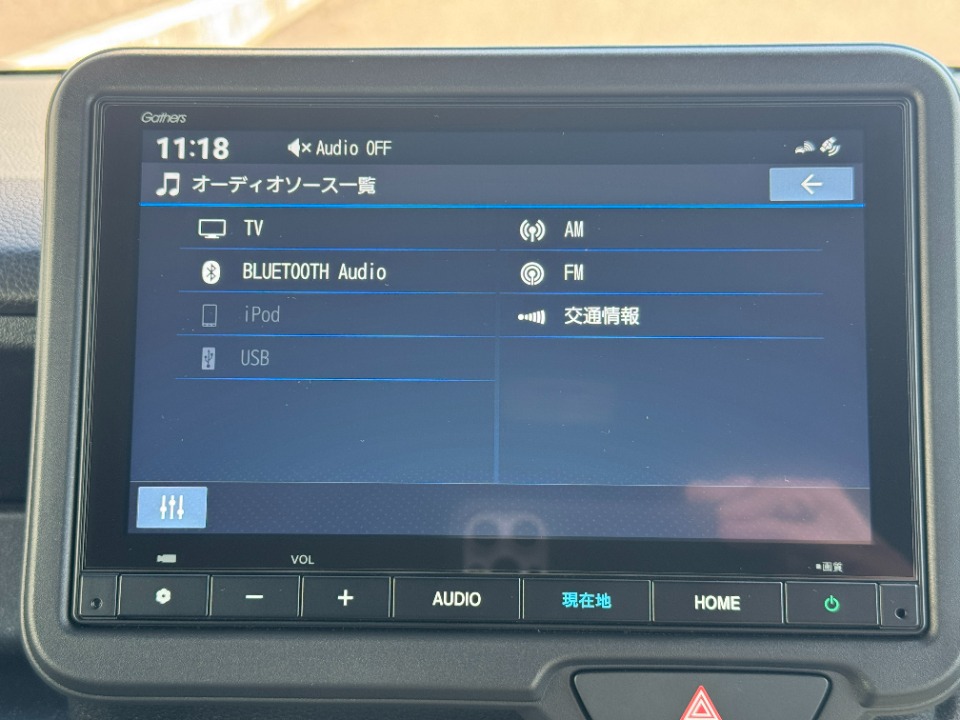 Gathers
11:18 Audio OFF
オーディオソース一覧
TV
BLUETOOTH Audio
iPod
USB
AM
FM
交通情報
VOL
画質
− + AUDIO 現在地 HOME